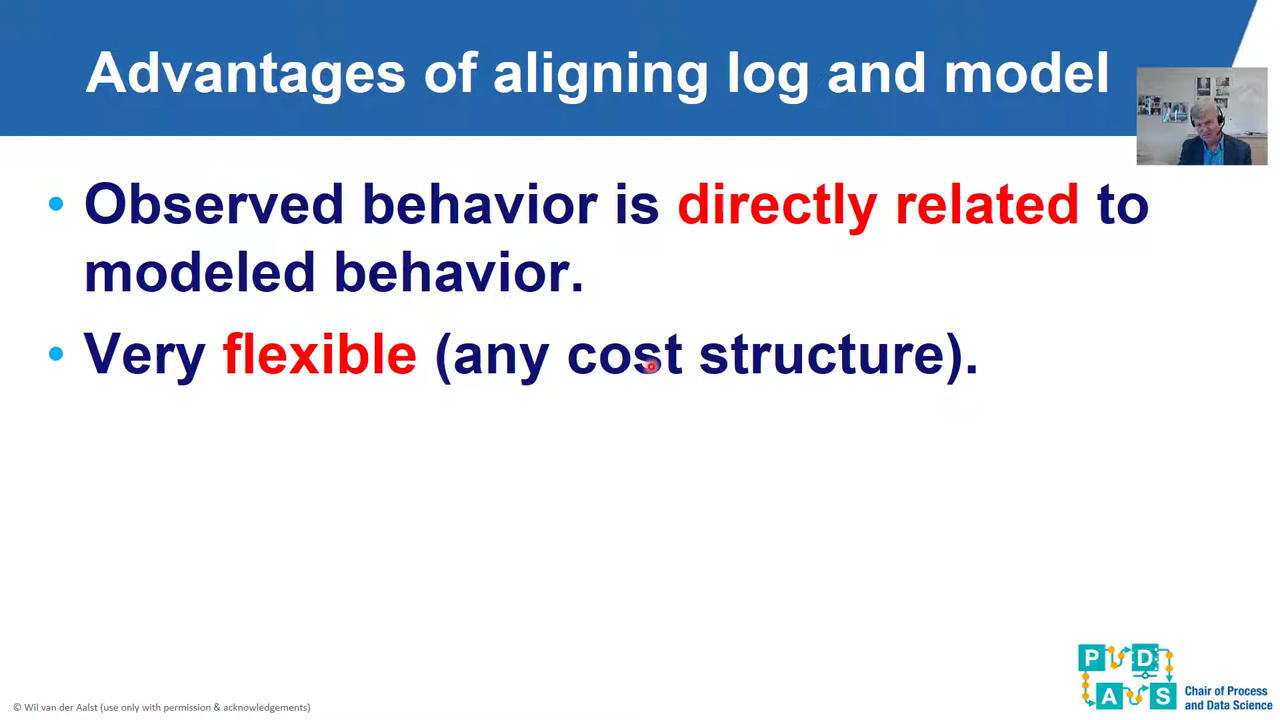 Advantages of aligning log and model
• Observed behavior is directly related to
modeled behavior.
• Very flexible (any cost structure).
P D
A S
Chair of Process
and Data Science
© Wil van der Aalst (use only with permission & acknowledgements)